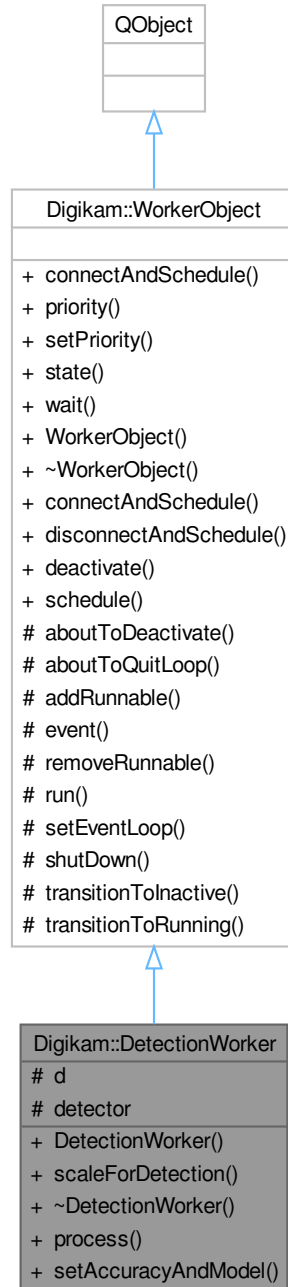 QObject
Digikam::WorkerObject
+ connectAndSchedule()
+ priority()
+ setPriority()
+ state()
+ wait()
+ WorkerObject()
+ ~WorkerObject()
+ connectAndSchedule()
+ disconnectAndSchedule()
+ deactivate()
+ schedule()
# aboutToDeactivate()
# aboutToQuitLoop()
# addRunnable()
# event()
# removeRunnable()
# run()
# setEventLoop()
# shutDown()
# transitionToInactive()
# transitionToRunning()
Digikam::DetectionWorker
# d
# detector
+ DetectionWorker()
+ scaleForDetection()
+ ~DetectionWorker()
+ process()
+ setAccuracyAndModel()